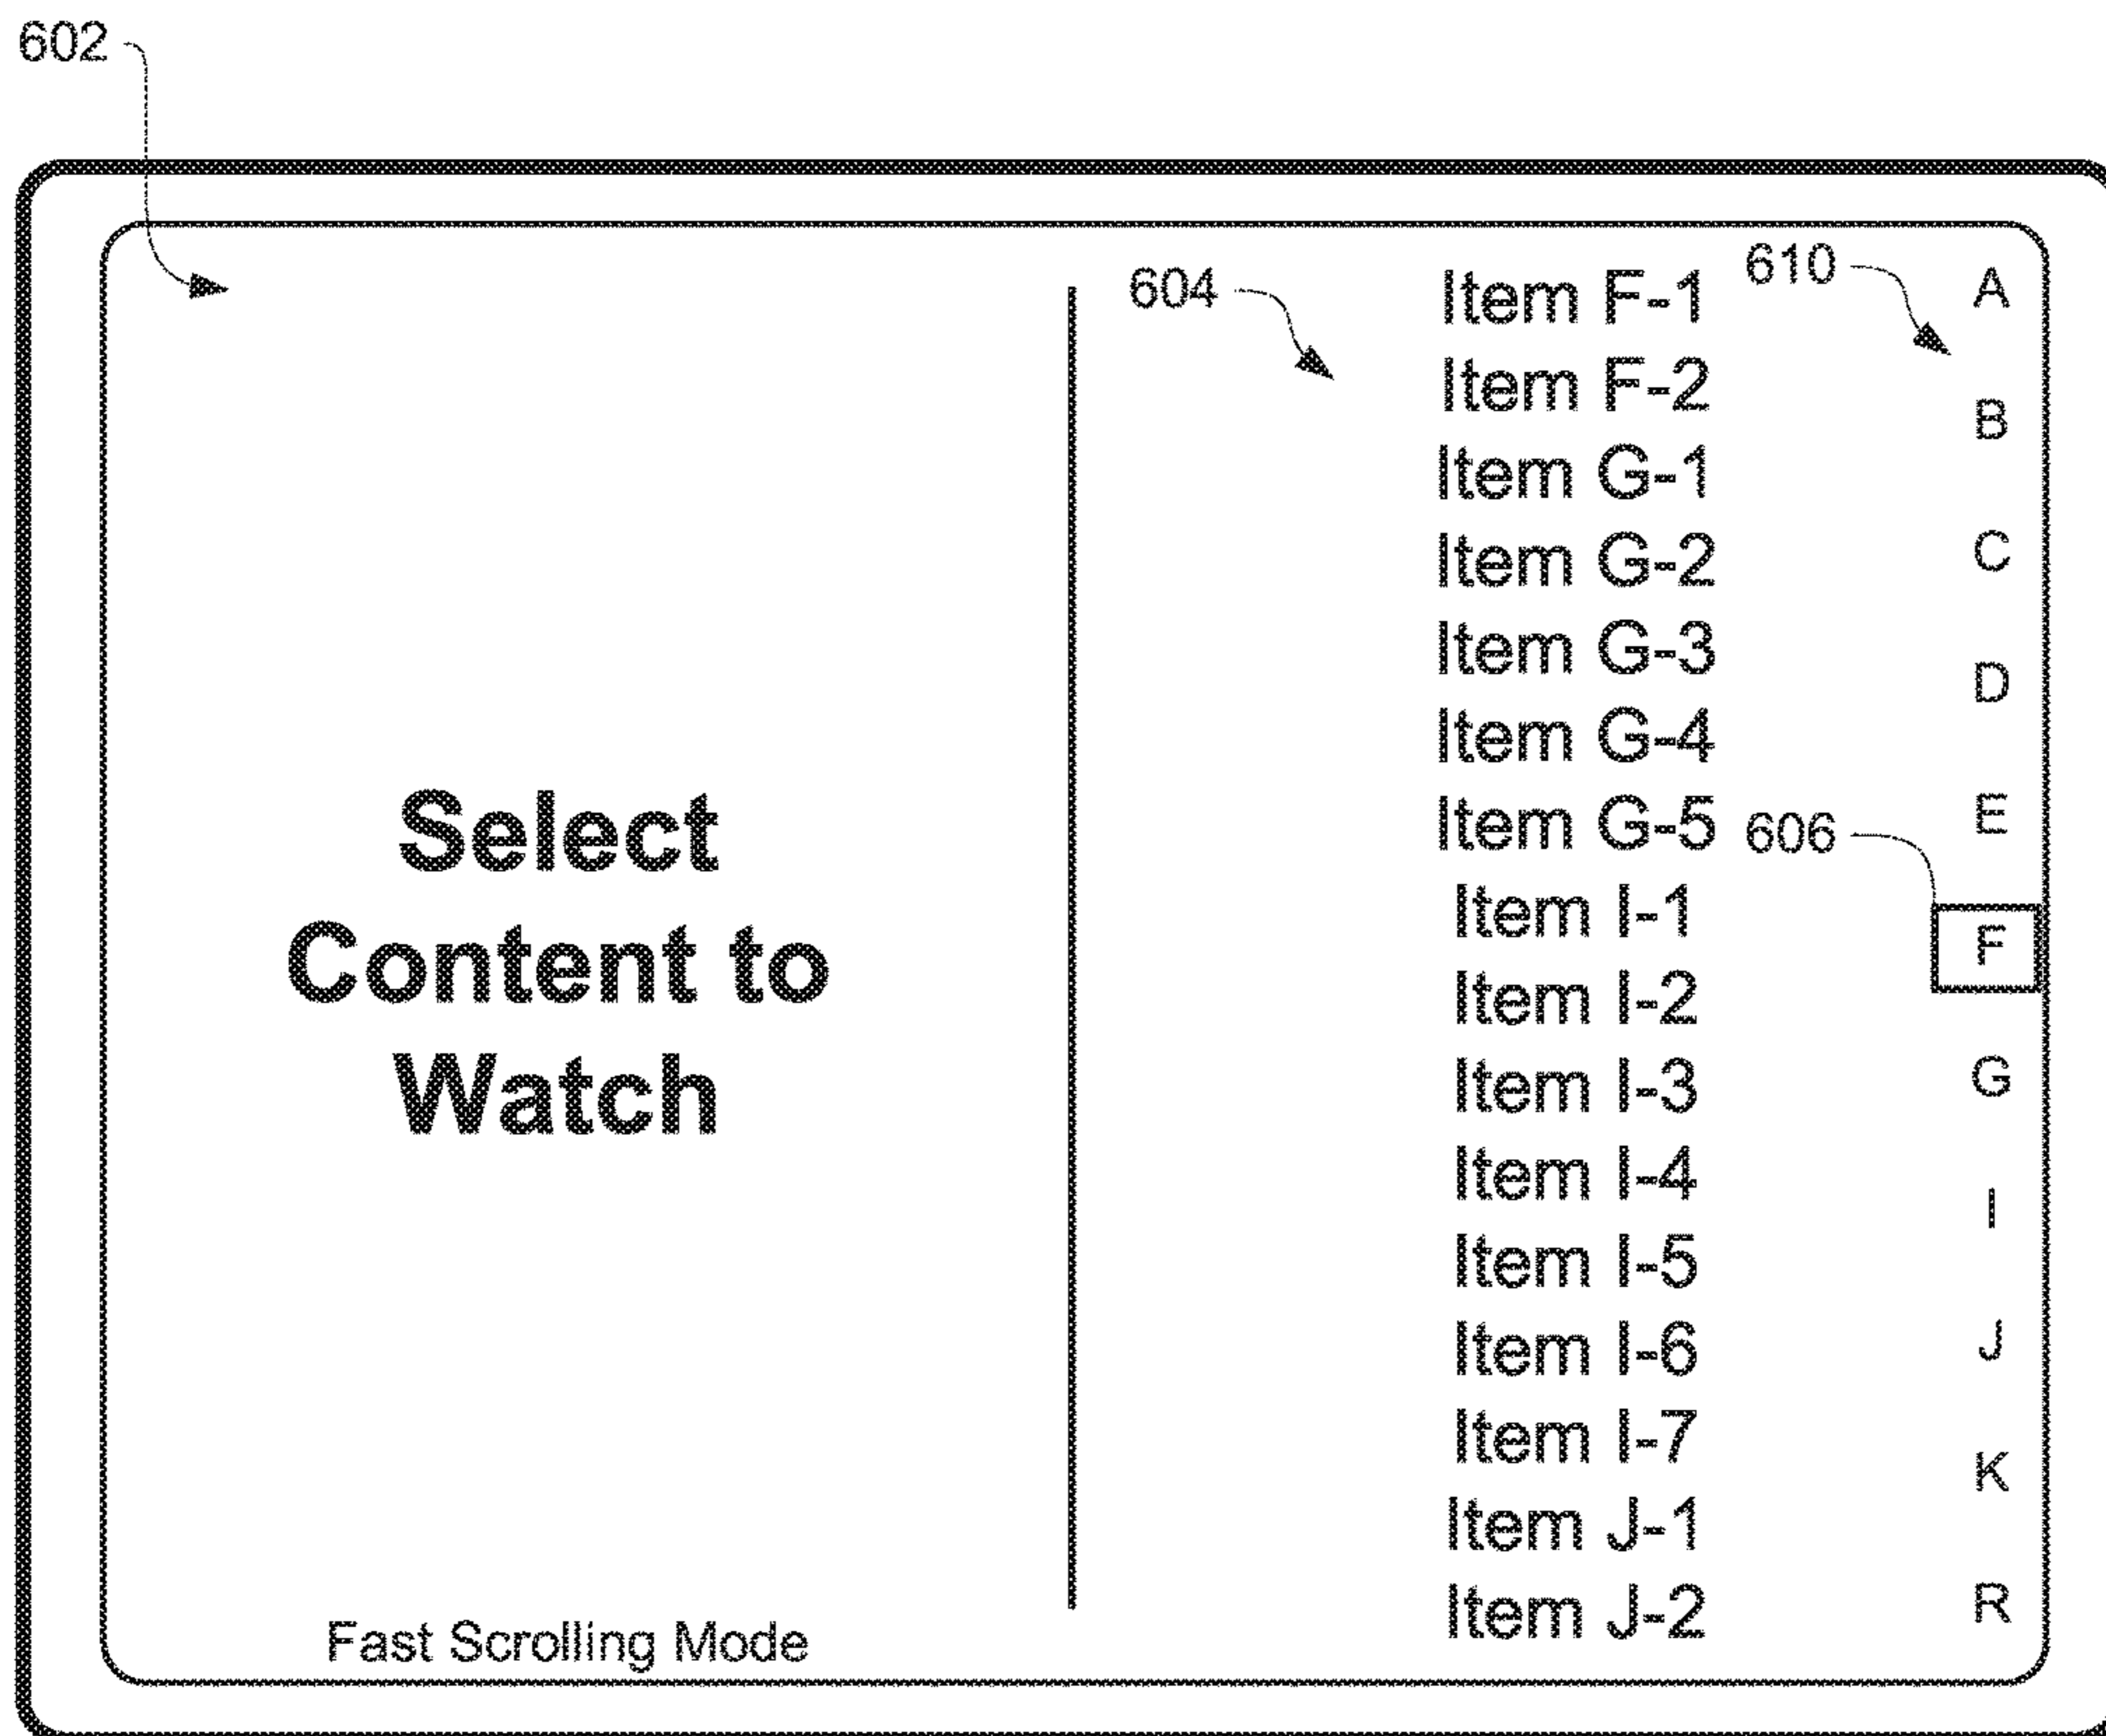 602
Select
Content to
Watch
Fast Scrolling Mode
604
Item F-1
Item F-2
Item G-1
Item G-2
Item G-3
Item G-4
Item G-5
Item I-1
Item I-2
Item I-3
Item I-4
Item I-5
Item I-6
Item I-7
Item J-1
Item J-2
610
606
A
B
C
D
E
F
G
I
J
K
R